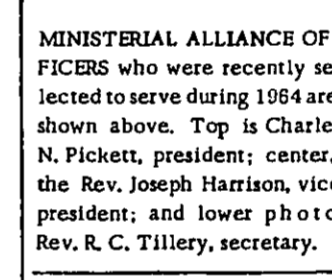 MINISTERIAL ALLIANCE OF
FICERS who were recently se
lected to serve during 1964 are
shown above. Top is Charle
N. Pickett, president; center,
the Rev. Joseph Harrison, vice
president; and lower photo
Rev. R. C. Tillery, secretary.